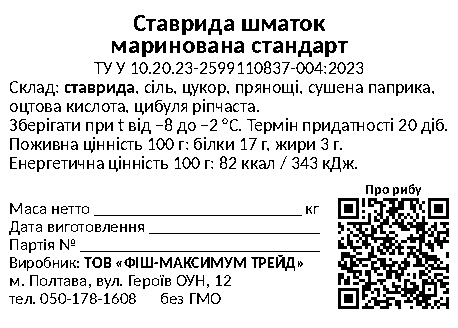 Ставрида шматок
маринована стандарт
ТУ У 10.20.23-2599110837-004:2023
Склад: ставрида, сіль, цукор, прянощі, сушена паприка,
оцтова кислота, цибуля ріпчаста.
Зберігати при t від –8 до –2 °С. Термін придатності 20 діб.
Поживна цінність 100 г: білки 17 г, жири 3 г.
Енергетична цінність 100 г: 82 ккал / 343 кДж.
Про рибу
Маса нетто ________________________ кг
Дата виготовлення ____________________
Партія № ____________________________
Виробник: ТОВ «ФІШ-МАКСИМУМ ТРЕЙД»
м. Полтава, вул. Героїв ОУН, 12
тел. 050-178-1608 без ГМО